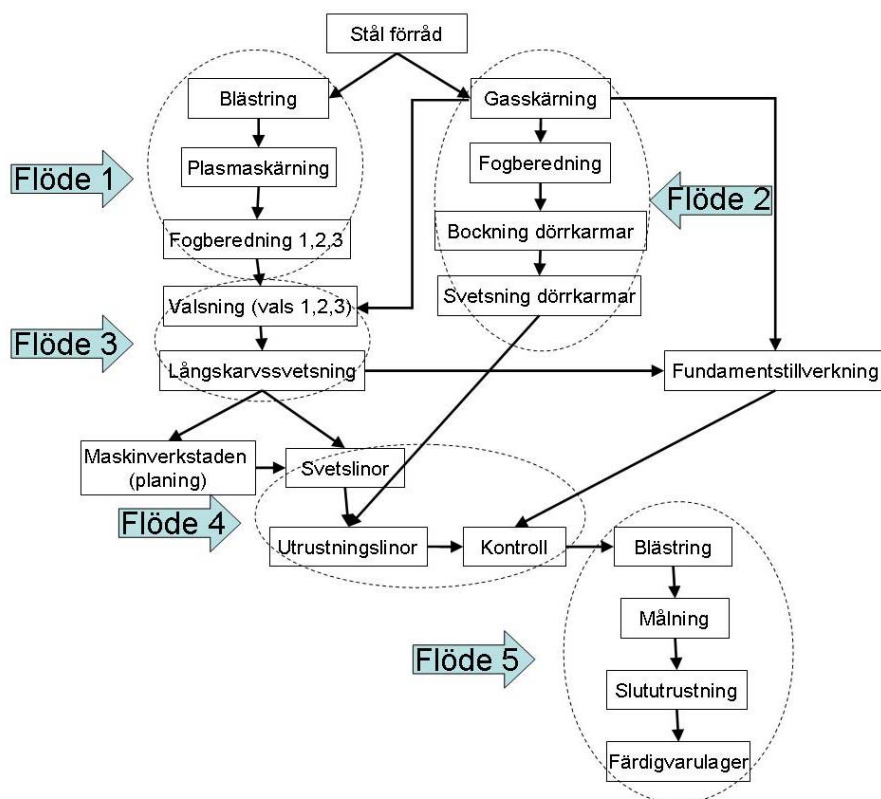 Stål förråd
Blästring
Gasskärning
Flöde 1
Plasmaskärning
Fogberedning
Flöde 2
Fogberedning 1,2,3
Bockning dörrkarmar
Valsning (vals 1,2,3)
Svetsning dörrkarmar
Flöde 3
Långskarvssvetsning
Fundamentstillverkning
Maskinverkstaden
(planing)
Svetslinor
Flöde 4
Utrustningslinor
Kontroll
Blästring
Målning
Flöde 5
Slututrustning
Färdigvarulager